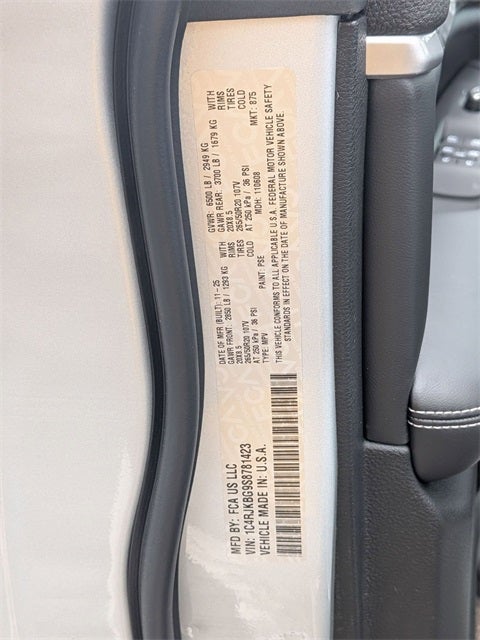 MFD BY: FCA US LLC
VIN: 1C4RJKBG9S8781423
VEHICLE MADE IN: U.S.A.
DATE OF MFR (BUILT): 11-25
GAWR FRONT: 2850 LB / 1293 KG WITH
20X8.5 RIMS
265/50R20 107V TIRES
AT 250 kPa / 36 PSI COLD
TYPE: MPV PAINT: PSE
GVWR: 6500 LB / 2949 KG
GAWR REAR: 3700 LB / 1679 KG WITH
20X8.5 RIMS
265/50R20 107V TIRES
AT 250 kPa / 36 PSI COLD
MDH: 110608 MKT: 875
THIS VEHICLE CONFORMS TO ALL APPLICABLE U.S.A. FEDERAL MOTOR VEHICLE SAFETY
STANDARDS IN EFFECT ON THE DATE OF MANUFACTURE SHOWN ABOVE.